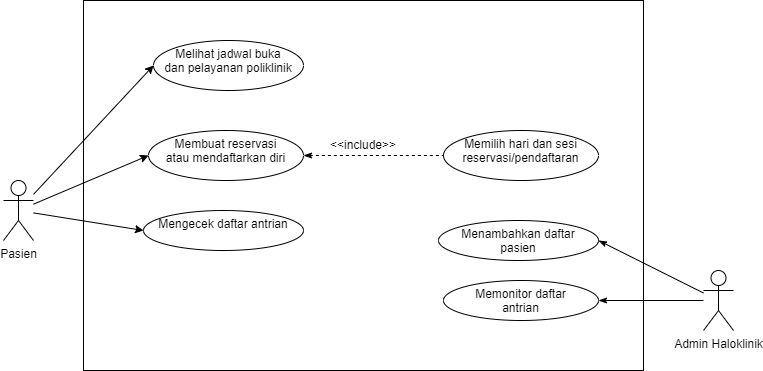 Melihat jadwal buka
dan pelayanan poliklinik
Membuat reservasi
atau mendaftarkan diri
<<include>>
Memilih hari dan sesi
reservasi/pendaftaran
Mengecek daftar antrian
Pasien
Menambahkan daftar
pasien
Memonitor daftar
antrian
Admin Haloklinik